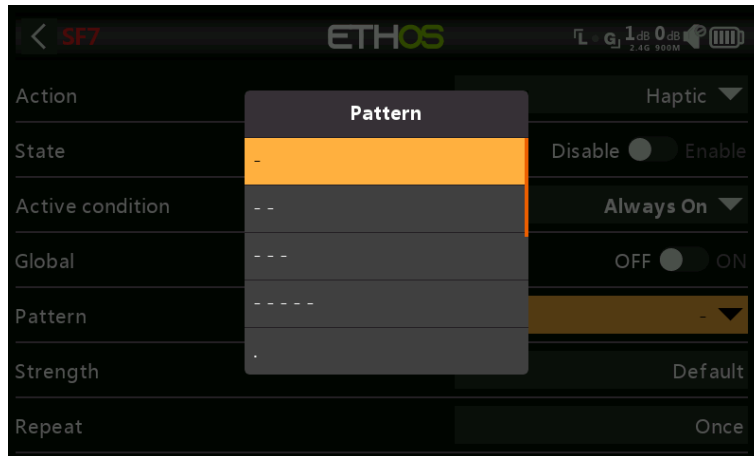 SF7 ETHOS L G 1dB 0dB 2.4G 900M
Action Haptic
State Disable Enable
Active condition Always On
Global OFF ON
Pattern -
Strength Default
Repeat Once
Pattern
-
- -
- - -
- - - - -
.